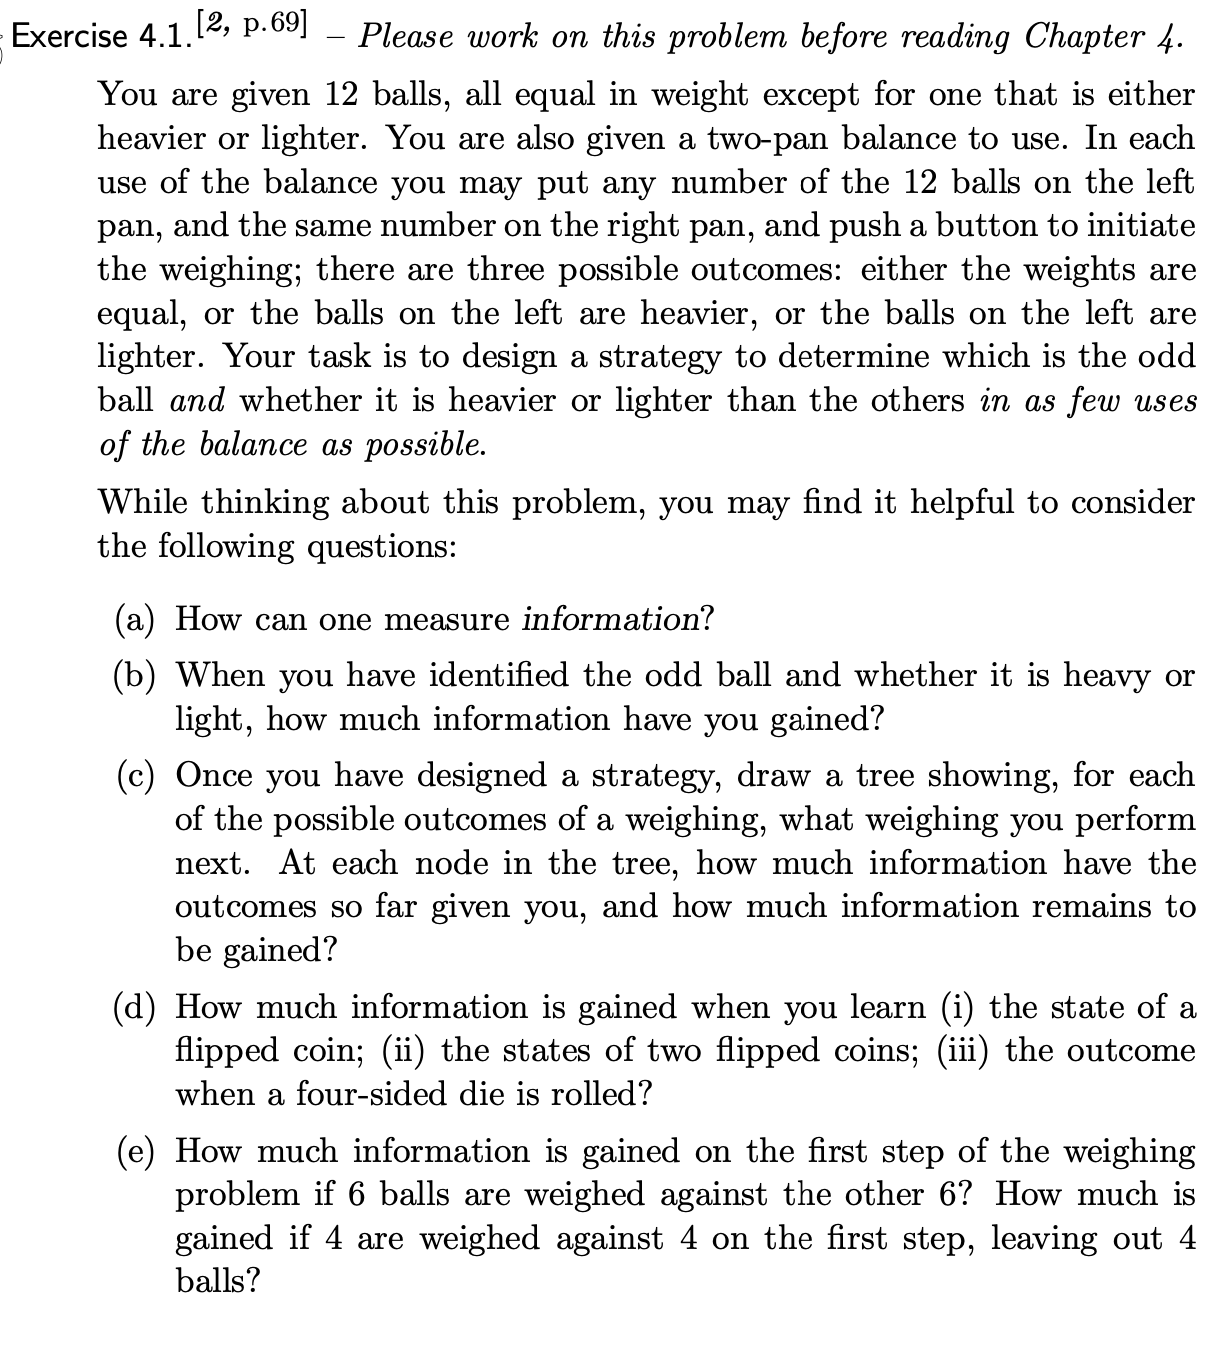 Exercise 4.1.[2, p.69] – Please work on this problem before reading Chapter 4.
You are given 12 balls, all equal in weight except for one that is either
heavier or lighter. You are also given a two-pan balance to use. In each
use of the balance you may put any number of the 12 balls on the left
pan, and the same number on the right pan, and push a button to initiate
the weighing; there are three possible outcomes: either the weights are
equal, or the balls on the left are heavier, or the balls on the left are
lighter. Your task is to design a strategy to determine which is the odd
ball and whether it is heavier or lighter than the others in as few uses
of the balance as possible.
While thinking about this problem, you may find it helpful to consider
the following questions:
(a) How can one measure information?
(b) When you have identified the odd ball and whether it is heavy or
light, how much information have you gained?
(c) Once you have designed a strategy, draw a tree showing, for each
of the possible outcomes of a weighing, what weighing you perform
next. At each node in the tree, how much information have the
outcomes so far given you, and how much information remains to
be gained?
(d) How much information is gained when you learn (i) the state of a
flipped coin; (ii) the states of two flipped coins; (iii) the outcome
when a four-sided die is rolled?
(e) How much information is gained on the first step of the weighing
problem if 6 balls are weighed against the other 6? How much is
gained if 4 are weighed against 4 on the first step, leaving out 4
balls?